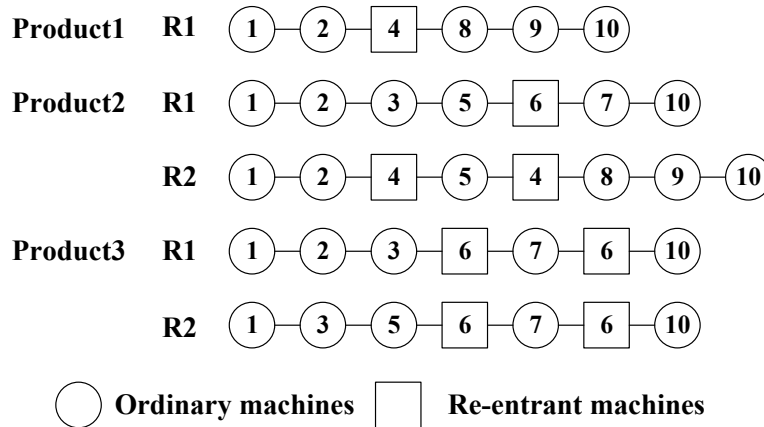 Product1 R1 1 2 4 8 9 10
Product2 R1 1 2 3 5 6 7 10
R2 1 2 4 5 4 8 9 10
Product3 R1 1 2 3 6 7 6 10
R2 1 3 5 6 7 6 10
Ordinary machines Re-entrant machines